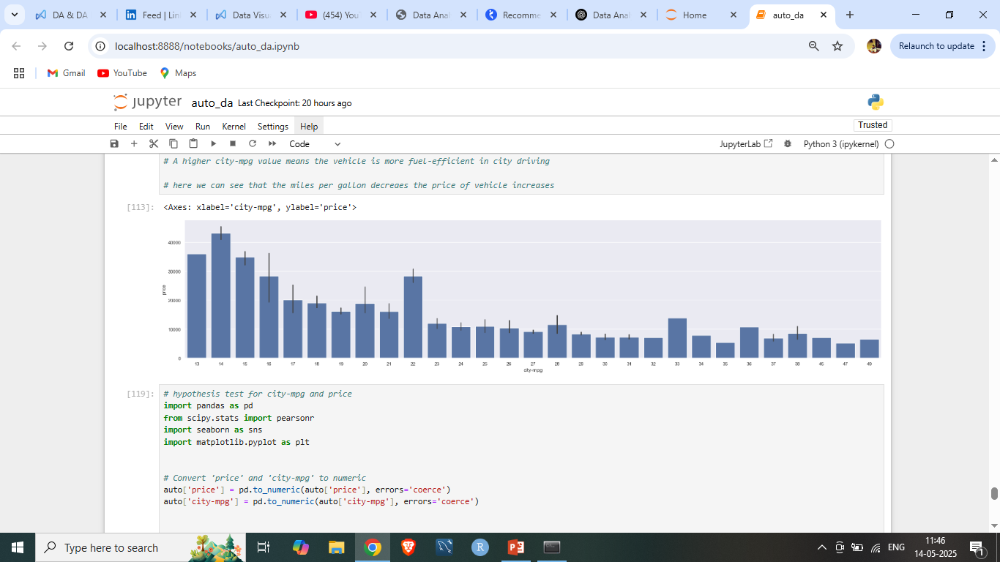 DA & DA
Feed | Lin
Data Visu
(454) You
Data Anal
Recomme
Data Anal
Home
auto_da
localhost:8888/notebooks/auto_da.ipynb
Relaunch to update
Gmail
YouTube
Maps
jupyter
auto_da Last Checkpoint: 20 hours ago
File Edit View Run Kernel Settings Help
Trusted
Code
JupyterLab
Python 3 (ipykernel)
# A higher city-mpg value means the vehicle is more fuel-efficient in city driving
# here we can see that the miles per gallon decreaes the price of vehicle increases
[113]:
<Axes: xlabel='city-mpg', ylabel='price'>
40000
30000
20000
10000
0
price
13 14 15 16 17 18 19 20 21 22 23 24 25 26 27 28 29 30 31 32 33 34 35 36 37 38 45 47 49
city-mpg
[119]:
# hypothesis test for city-mpg and price
import pandas as pd
from scipy.stats import pearsonr
import seaborn as sns
import matplotlib.pyplot as plt
# Convert 'price' and 'city-mpg' to numeric
auto['price'] = pd.to_numeric(auto['price'], errors='coerce')
auto['city-mpg'] = pd.to_numeric(auto['city-mpg'], errors='coerce')
Type here to search
R
P
ENG
11:46
14-05-2025
1